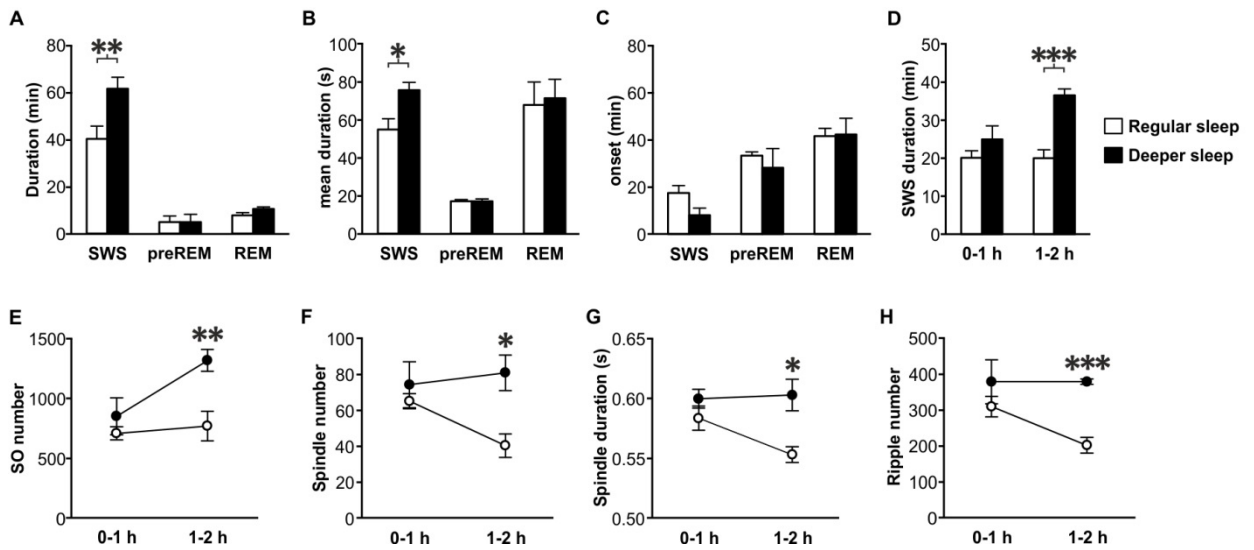 A
Duration (min)
80
60
40
20
0
**
SWS preREM REM
B
mean duration (s)
100
80
60
40
20
0
*
SWS preREM REM
C
onset (min)
80
60
40
20
0
SWS preREM REM
D
SWS duration (min)
50
40
30
20
10
0
***
0-1 h 1-2 h
Regular sleep
Deeper sleep
E
SO number
1500
1000
500
0
**
0-1 h 1-2 h
F
Spindle number
100
80
60
40
20
0
*
0-1 h 1-2 h
G
Spindle duration (s)
0.65
0.60
0.55
0.50
*
0-1 h 1-2 h
H
Ripple number
500
400
300
200
100
0
***
0-1 h 1-2 h